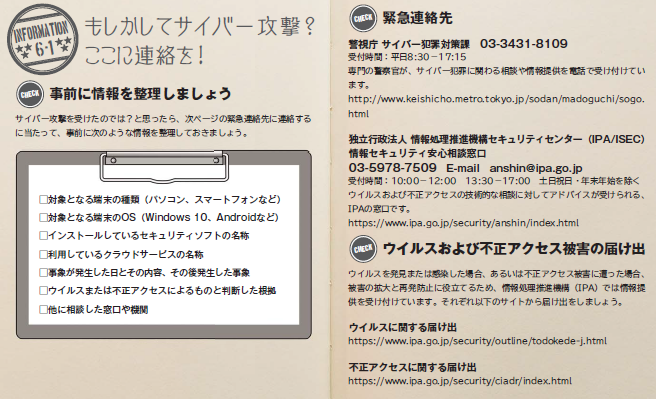 INFORMATION
6-1
もしかしてサイバー攻撃？
ここに連絡を！
CHECK
事前に情報を整理しましょう
サイバー攻撃を受けたのでは？と思ったら、次ページの緊急連絡先に連絡する
に当たって、事前に次のような情報を整理しておきましょう。
□対象となる端末の種類（パソコン、スマートフォンなど）
□対象となる端末のOS（Windows 10、Androidなど）
□インストールしているセキュリティソフトの名称
□利用しているクラウドサービスの名称
□事象が発生した日とその内容、その後発生した事象
□ウイルスまたは不正アクセスによるものと判断した根拠
□他に相談した窓口や機関
CHECK
緊急連絡先
警視庁 サイバー犯罪対策課　03-3431-8109
受付時間：平日8:30－17:15
専門の警察官が、サイバー犯罪に関わる相談や情報提供を電話で受け付けてい
ます。
http://www.keishicho.metro.tokyo.jp/sodan/madoguchi/sogo.
html
独立行政法人 情報処理推進機構セキュリティセンター（IPA/ISEC）
情報セキュリティ安心相談窓口
03-5978-7509　E-mail　anshin@ipa.go.jp
受付時間：10:00－12:00　13:30－17:00　土日祝日・年末年始を除く
ウイルスおよび不正アクセスの技術的な相談に対してアドバイスが受けられる、
IPAの窓口です。
https://www.ipa.go.jp/security/anshin/index.html
CHECK
ウイルスおよび不正アクセス被害の届け出
ウイルスを発見または感染した場合、あるいは不正アクセス被害に遭った場合、
被害の拡大と再発防止に役立てるため、情報処理推進機構（IPA）では情報提
供を受け付けています。それぞれ以下のサイトから届け出をしましょう。
ウイルスに関する届け出
https://www.ipa.go.jp/security/outline/todokede-j.html
不正アクセスに関する届け出
https://www.ipa.go.jp/security/ciadr/index.html